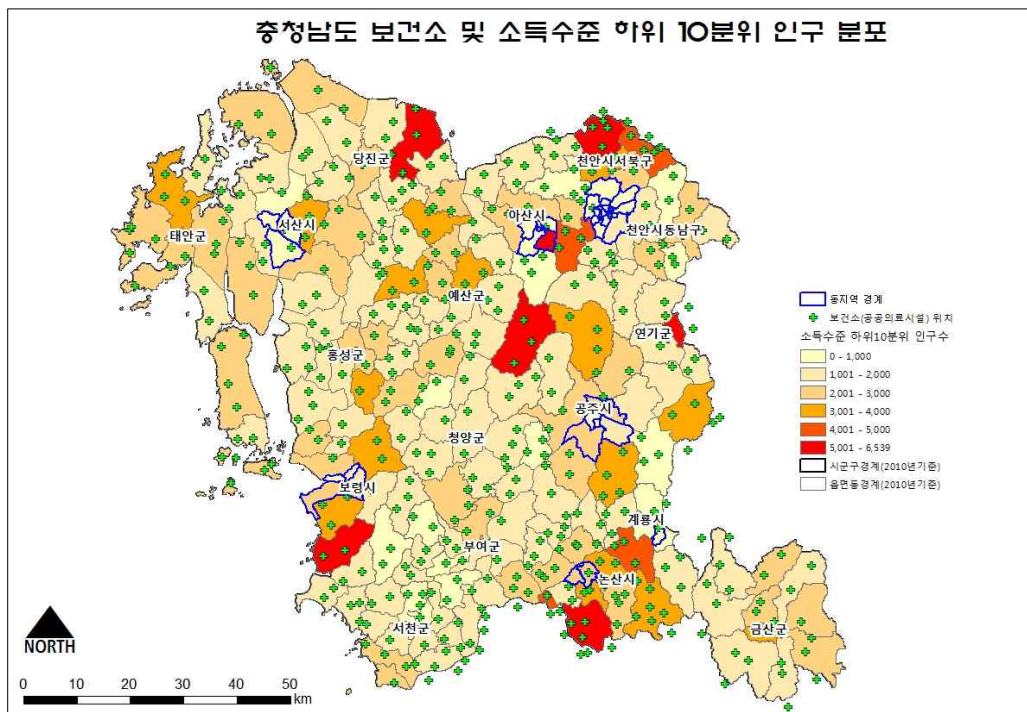 충청남도 보건소 및 소득수준 하위 10분위 인구 분포
당진군
천안시서북구
아산시
서산시
태안군
천안시동남구
예산군
연기군
홍성군
공주시
청양군
보령시
계룡시
부여군
논산시
서천군
금산군
동지역 경계
보건소(공공의료시설) 위치
소득수준 하위10분위 인구수
0 - 1,000
1,001 - 2,000
2,001 - 3,000
3,001 - 4,000
4,001 - 5,000
5,001 - 6,539
시군구경계(2010년기준)
읍면동경계(2010년기준)
NORTH
0 10 20 30 40 50
km